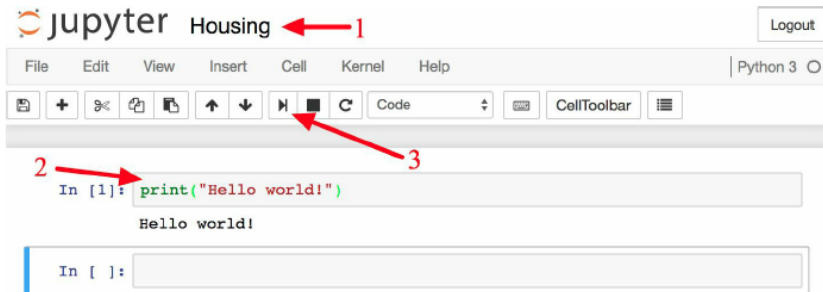 jupyter Housing 1 Logout
File Edit View Insert Cell Kernel Help Python 3
Code CellToolbar
3
2
In [1]: print("Hello world!")
Hello world!
In [ ]: